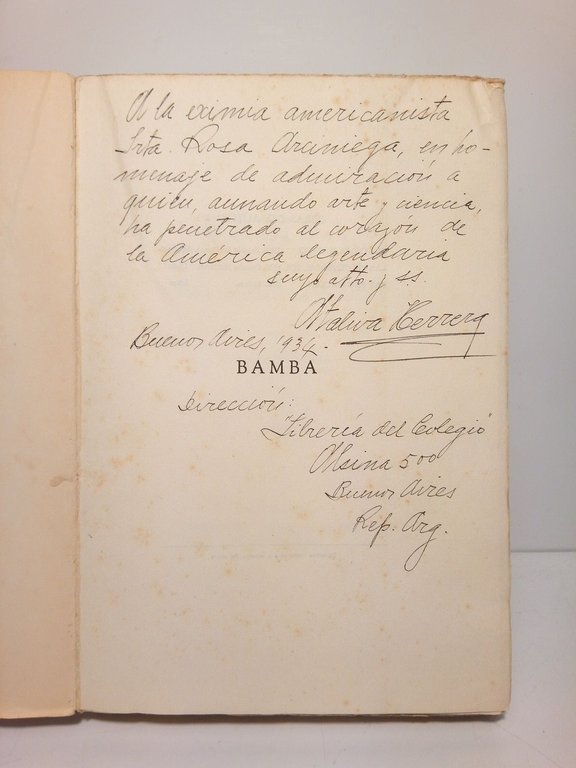 A la eximia americanista
Srta. Rosa Arciniega, en ho-
menaje de admiración a
quien, aunando arte y ciencia,
ha penetrado al corazón de
la América legendaria
suyo atto. y ss.
Ataliva Herrera
Buenos Aires, 1934.
BAMBA
Dirección:
"Librería del Colegio"
Alsina 500
Buenos Aires
Rep. Arg.